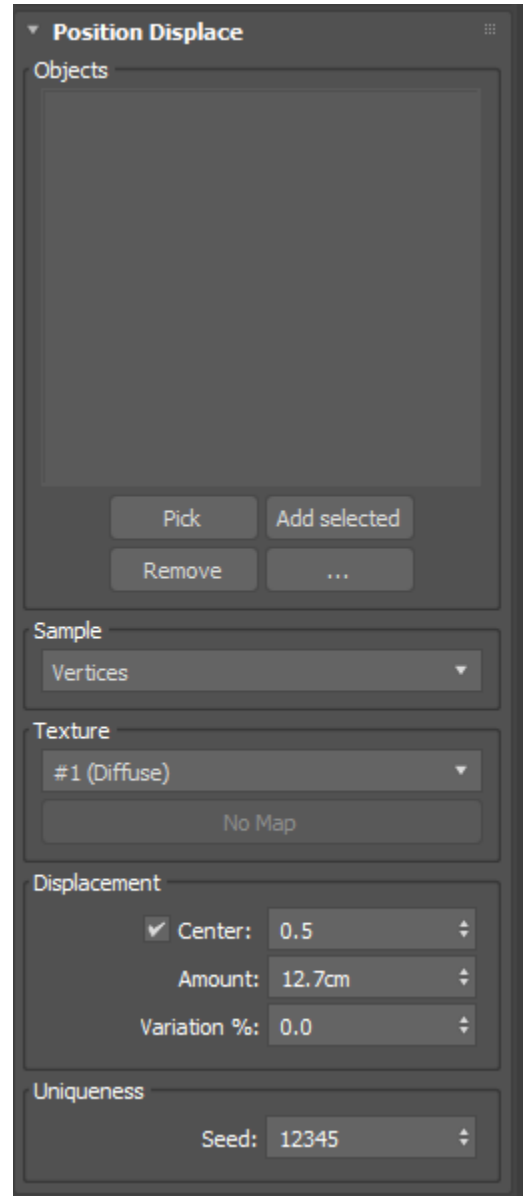 Position Displace
Objects
Pick Add selected
Remove ...
Sample
Vertices
Texture
#1 (Diffuse)
No Map
Displacement
Center: 0.5
Amount: 12.7cm
Variation %: 0.0
Uniqueness
Seed: 12345